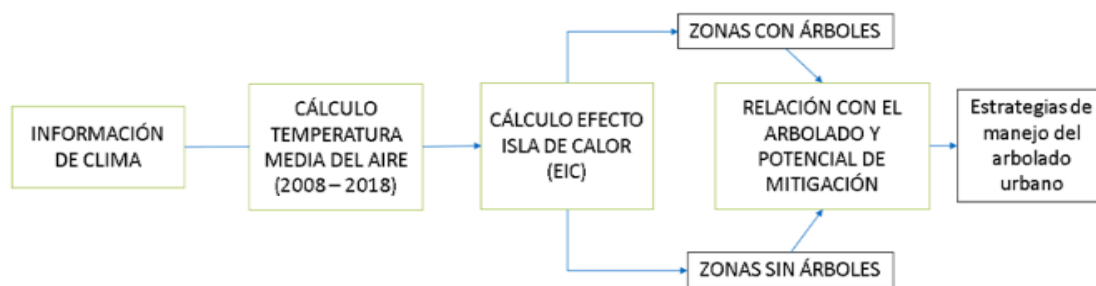 INFORMACIÓN
DE CLIMA
CÁLCULO
TEMPERATURA
MEDIA DEL AIRE
(2008 – 2018)
CÁLCULO EFECTO
ISLA DE CALOR
(EIC)
ZONAS CON ÁRBOLES
ZONAS SIN ÁRBOLES
RELACIÓN CON EL
ARBOLADO Y
POTENCIAL DE
MITIGACIÓN
Estrategias de
manejo del
arbolado
urbano